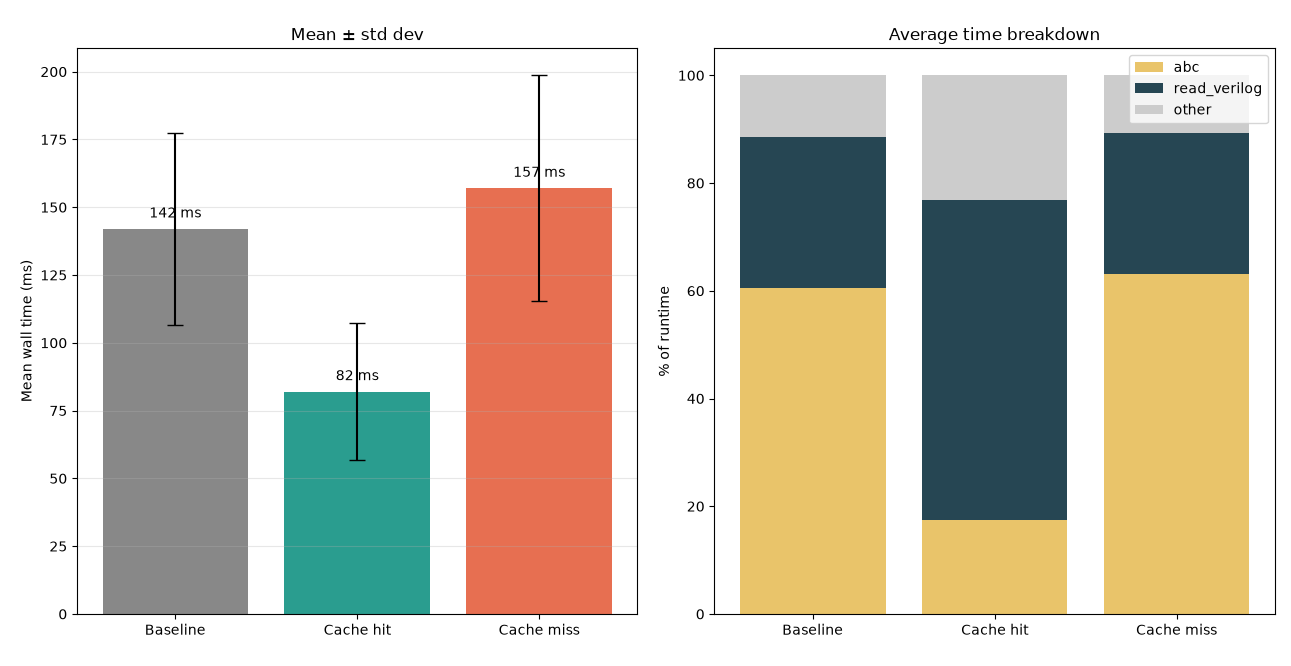 Mean ± std dev
Mean wall time (ms)
200
175
150
125
100
75
50
25
0
142 ms
82 ms
157 ms
Baseline
Cache hit
Cache miss
Average time breakdown
% of runtime
100
80
60
40
20
0
abc
read_verilog
other
Baseline
Cache hit
Cache miss